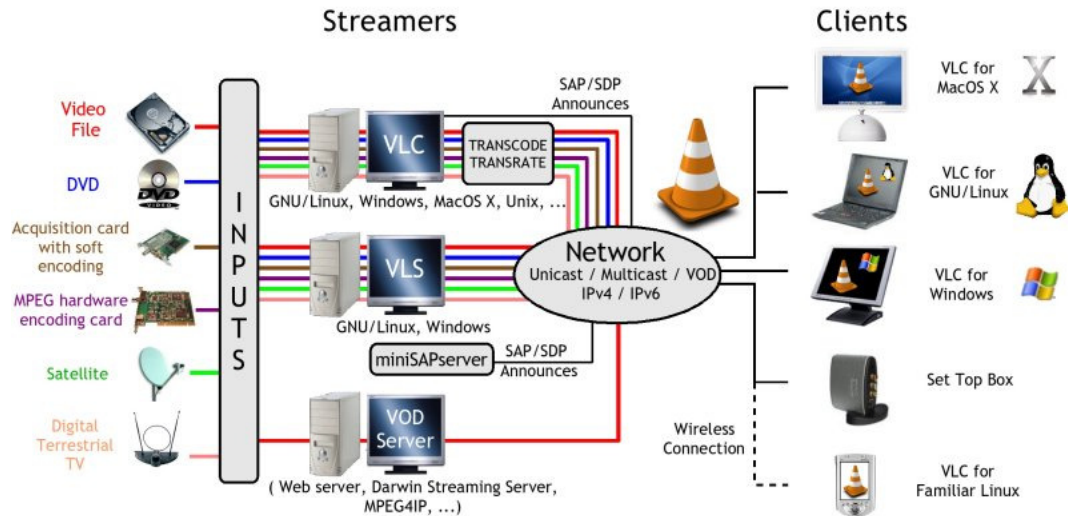 Streamers
Clients
Video
File
DVD
DVD
VIDEO
Acquisition card
with soft
encoding
MPEG hardware
encoding card
Satellite
Digital
Terrestrial
TV
INPUTS
VLC
TRANSCODE
TRANSRATE
SAP/SDP
Announces
GNU/Linux, Windows, MacOS X, Unix, ...
VLS
GNU/Linux, Windows
Network
Unicast / Multicast / VOD
IPv4 / IPv6
miniSAPserver
SAP/SDP
Announces
VOD
Server
( Web server, Darwin Streaming Server,
MPEG4IP, ...)
Wireless
Connection
VLC for
MacOS X
X
VLC for
GNU/Linux
VLC for
Windows
Set Top Box
VLC for
Familiar Linux